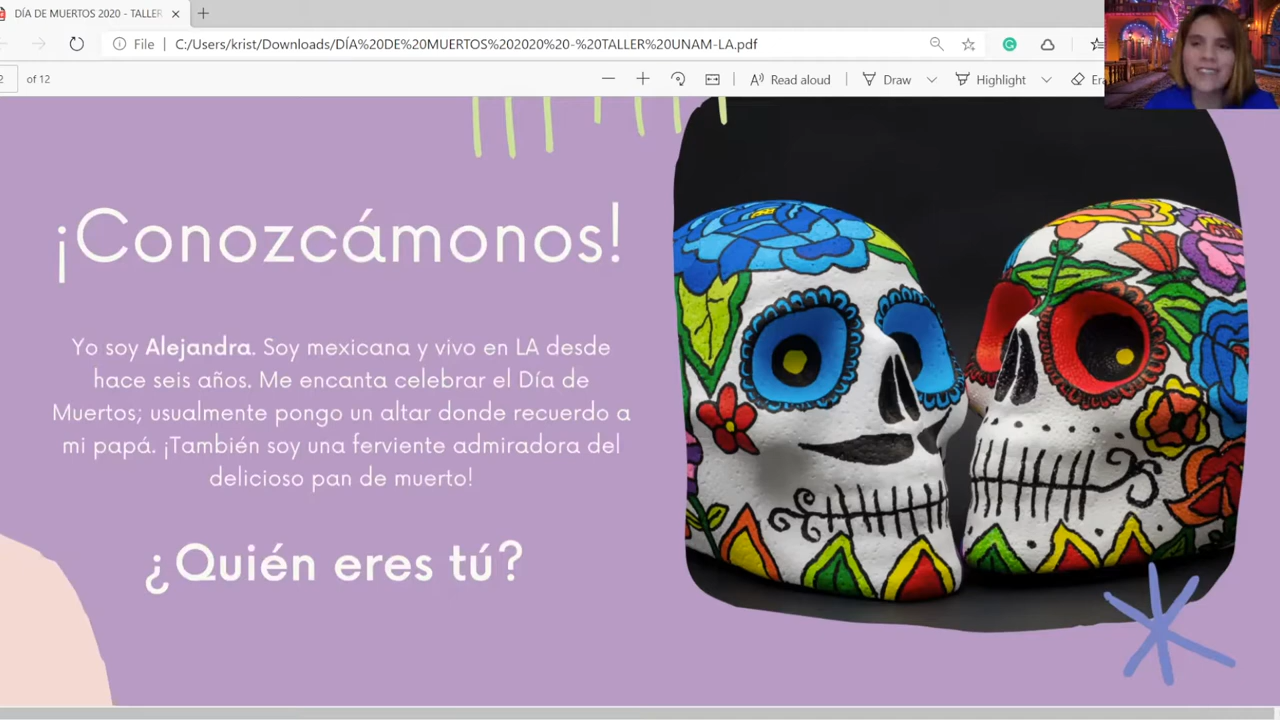 DÍA DE MUERTOS 2020 - TALLER
File C:/Users/krist/Downloads/DÍA%20DE%20MUERTOS%202020%20-%20TALLER%20UNAM-LA.pdf
2 of 12 Read aloud Draw Highlight
¡Conozcámonos!
Yo soy Alejandra. Soy mexicana y vivo en LA desde
hace seis años. Me encanta celebrar el Día de
Muertos; usualmente pongo un altar donde recuerdo a
mi papá. ¡También soy una ferviente admiradora del
delicioso pan de muerto!
¿Quién eres tú?